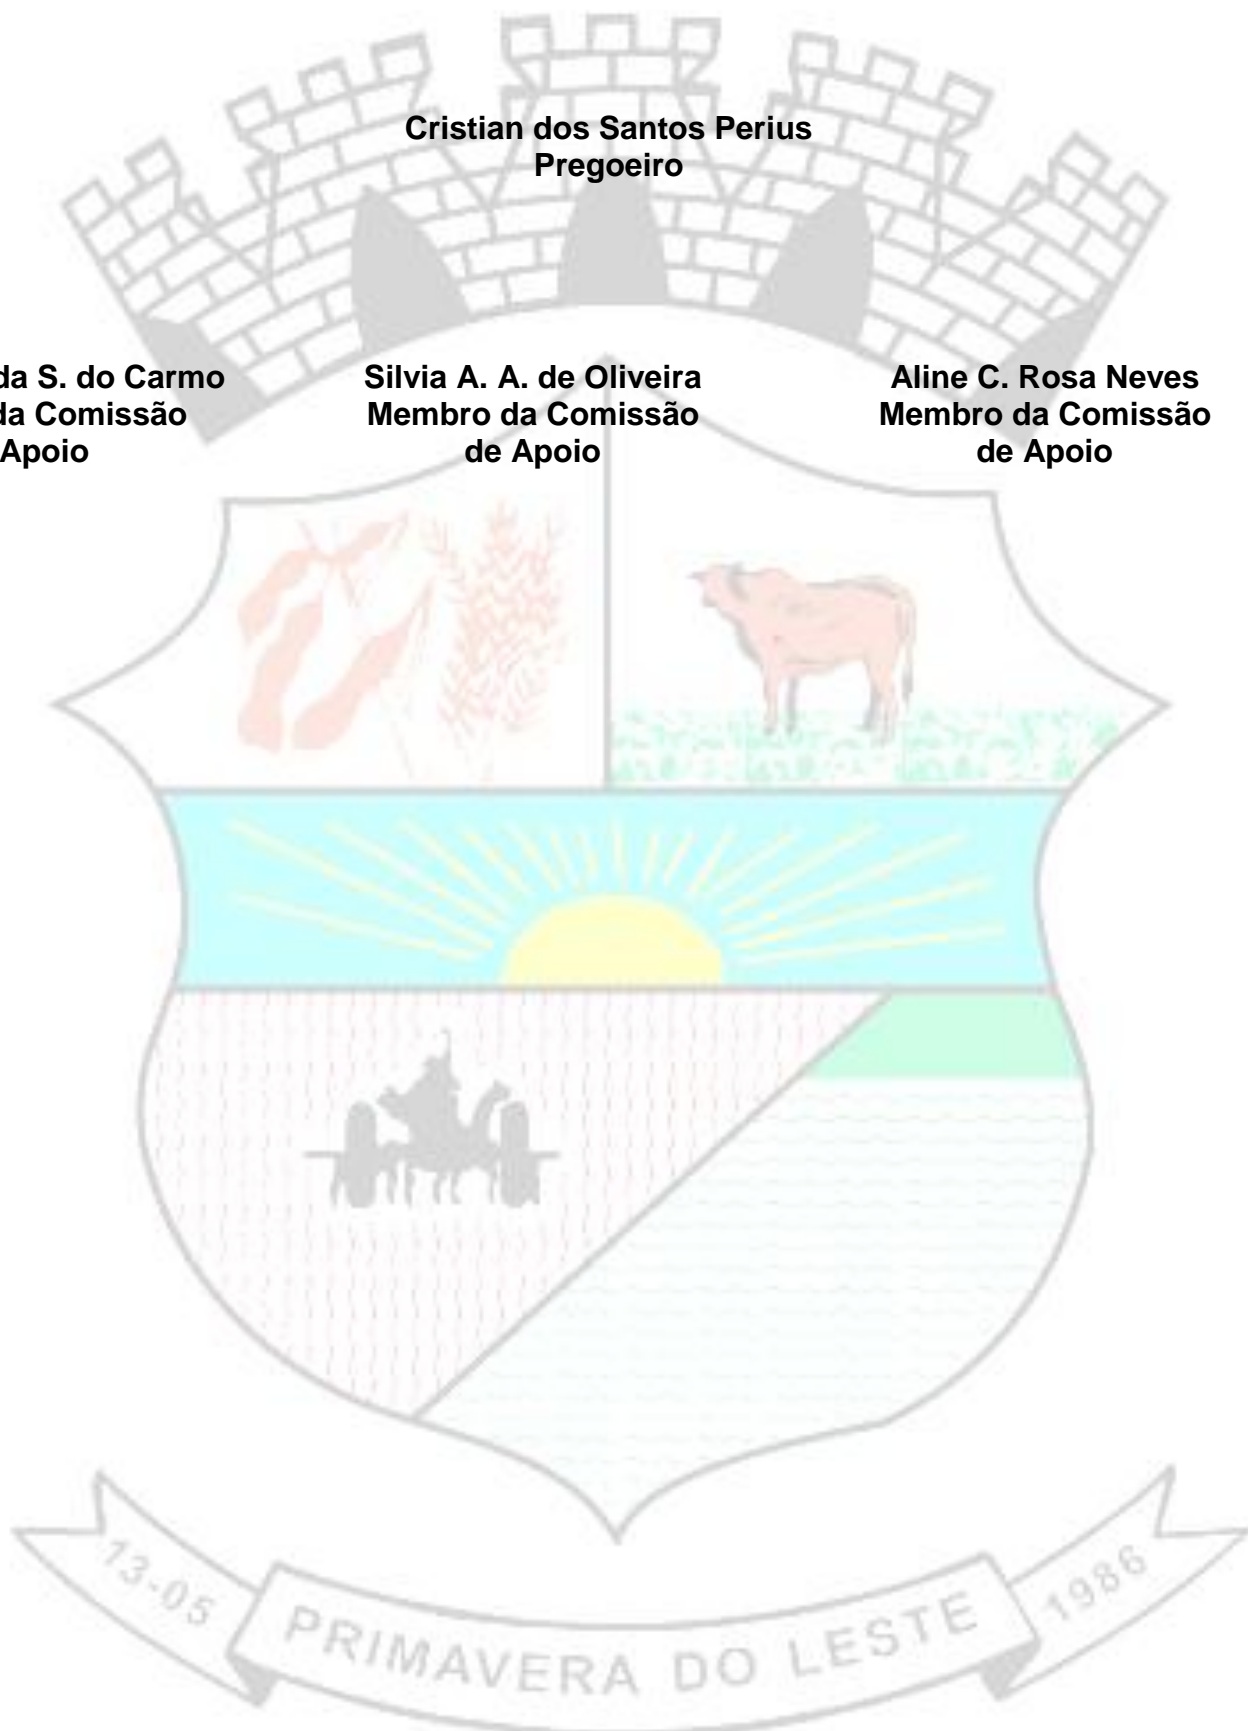 Cristian dos Santos Perius
Pregoeiro
da S. do Carmo
da Comissão
Apoio
Silvia A. A. de Oliveira
Membro da Comissão
de Apoio
Aline C. Rosa Neves
Membro da Comissão
de Apoio
13-05
PRIMAVERA DO LESTE
1986